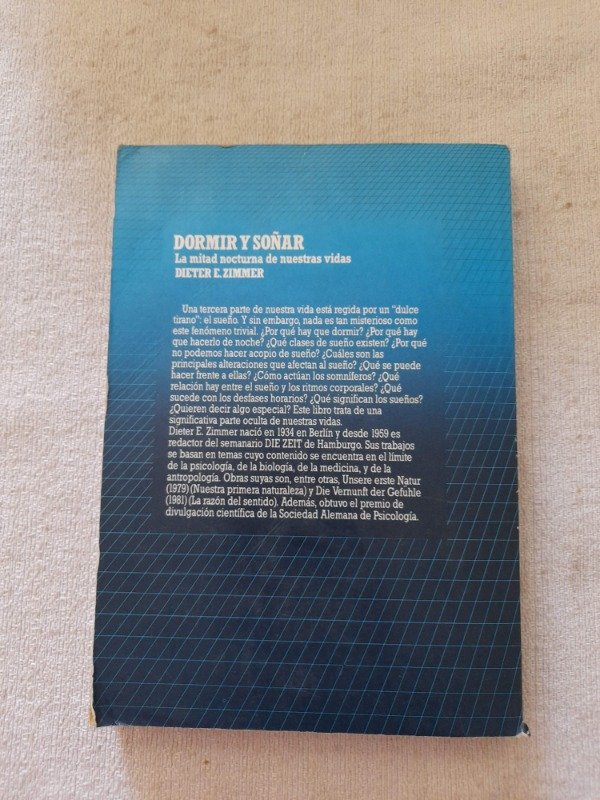 DORMIR Y SOÑAR
La mitad nocturna de nuestras vidas
DIETER E. ZIMMER
Una tercera parte de nuestra vida está regida por un "dulce
tirano": el sueño. Y sin embargo, nada es tan misterioso como
este fenómeno trivial. ¿Por qué hay que dormir? ¿Por qué hay
que hacerlo de noche? ¿Qué clases de sueño existen? ¿Por qué
no podemos hacer acopio de sueño? ¿Cuáles son las
principales alteraciones que afectan al sueño? ¿Qué se puede
hacer frente a ellas? ¿Cómo actúan los somníferos? ¿Qué
relación hay entre el sueño y los ritmos corporales? ¿Qué
sucede con los desfases horarios? ¿Qué significan los sueños?
¿Quieren decir algo especial? Este libro trata de una
significativa parte oculta de nuestras vidas.
Dieter E. Zimmer nació en 1934 en Berlín y desde 1959 es
redactor del semanario DIE ZEIT de Hamburgo. Sus trabajos
se basan en temas cuyo contenido se encuentra en el límite
de la psicología, de la biología, de la medicina, y de la
antropología. Obras suyas son, entre otras, Unsere erste Natur
(1979) (Nuestra primera naturaleza) y Die Vernunft der Gefuhle
(1981) (La razón del sentido). Además, obtuvo el premio de
divulgación científica de la Sociedad Alemana de Psicología.